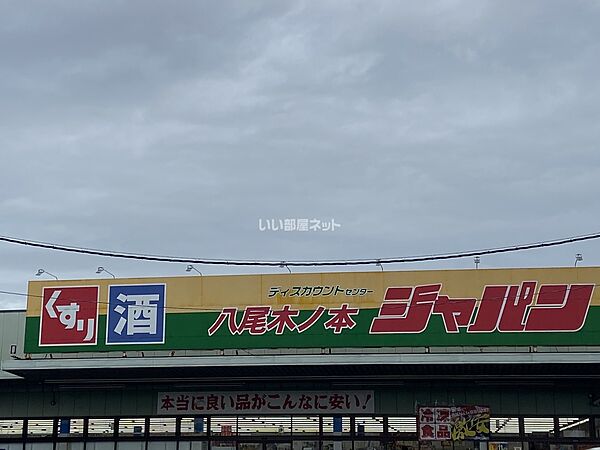 いい部屋ネット
ディスカウントセンター
くすり
酒
八尾木ノ本
ジャパン
本当に良い品がこんなに安い！
冷凍
食品